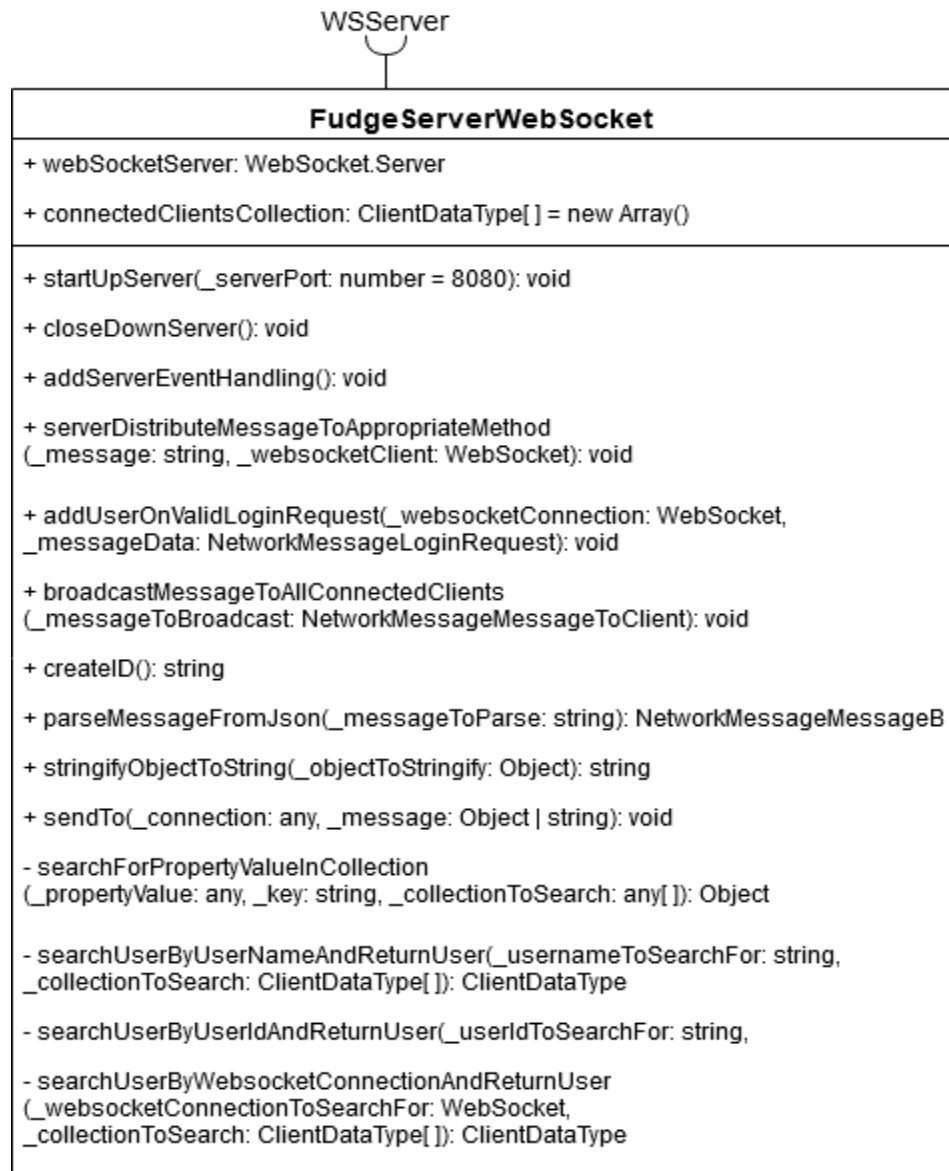 WSServer
FudgeServerWebSocket
+ webSocketServer: WebSocket.Server
+ connectedClientsCollection: ClientDataType[ ] = new Array()
+ startUpServer(_serverPort: number = 8080): void
+ closeDownServer(): void
+ addServerEventHandling(): void
+ serverDistributeMessageToAppropriateMethod
(_message: string, _websocketClient: WebSocket): void
+ addUserOnValidLoginRequest(_websocketConnection: WebSocket,
_messageData: NetworkMessageLoginRequest): void
+ broadcastMessageToAllConnectedClients
(_messageToBroadcast: NetworkMessageMessageToClient): void
+ createID(): string
+ parseMessageFromJson(_messageToParse: string): NetworkMessageMessageB
+ stringifyObjectToString(_objectToStringify: Object): string
+ sendTo(_connection: any, _message: Object | string): void
- searchForPropertyValueInCollection
(_propertyValue: any, _key: string, _collectionToSearch: any[ ]): Object
- searchUserByUserNameAndReturnUser(_usernameToSearchFor: string,
_collectionToSearch: ClientDataType[ ]): ClientDataType
- searchUserByUserIdAndReturnUser(_userIdToSearchFor: string,
- searchUserByWebsocketConnectionAndReturnUser
(_websocketConnectionToSearchFor: WebSocket,
_collectionToSearch: ClientDataType[ ]): ClientDataType